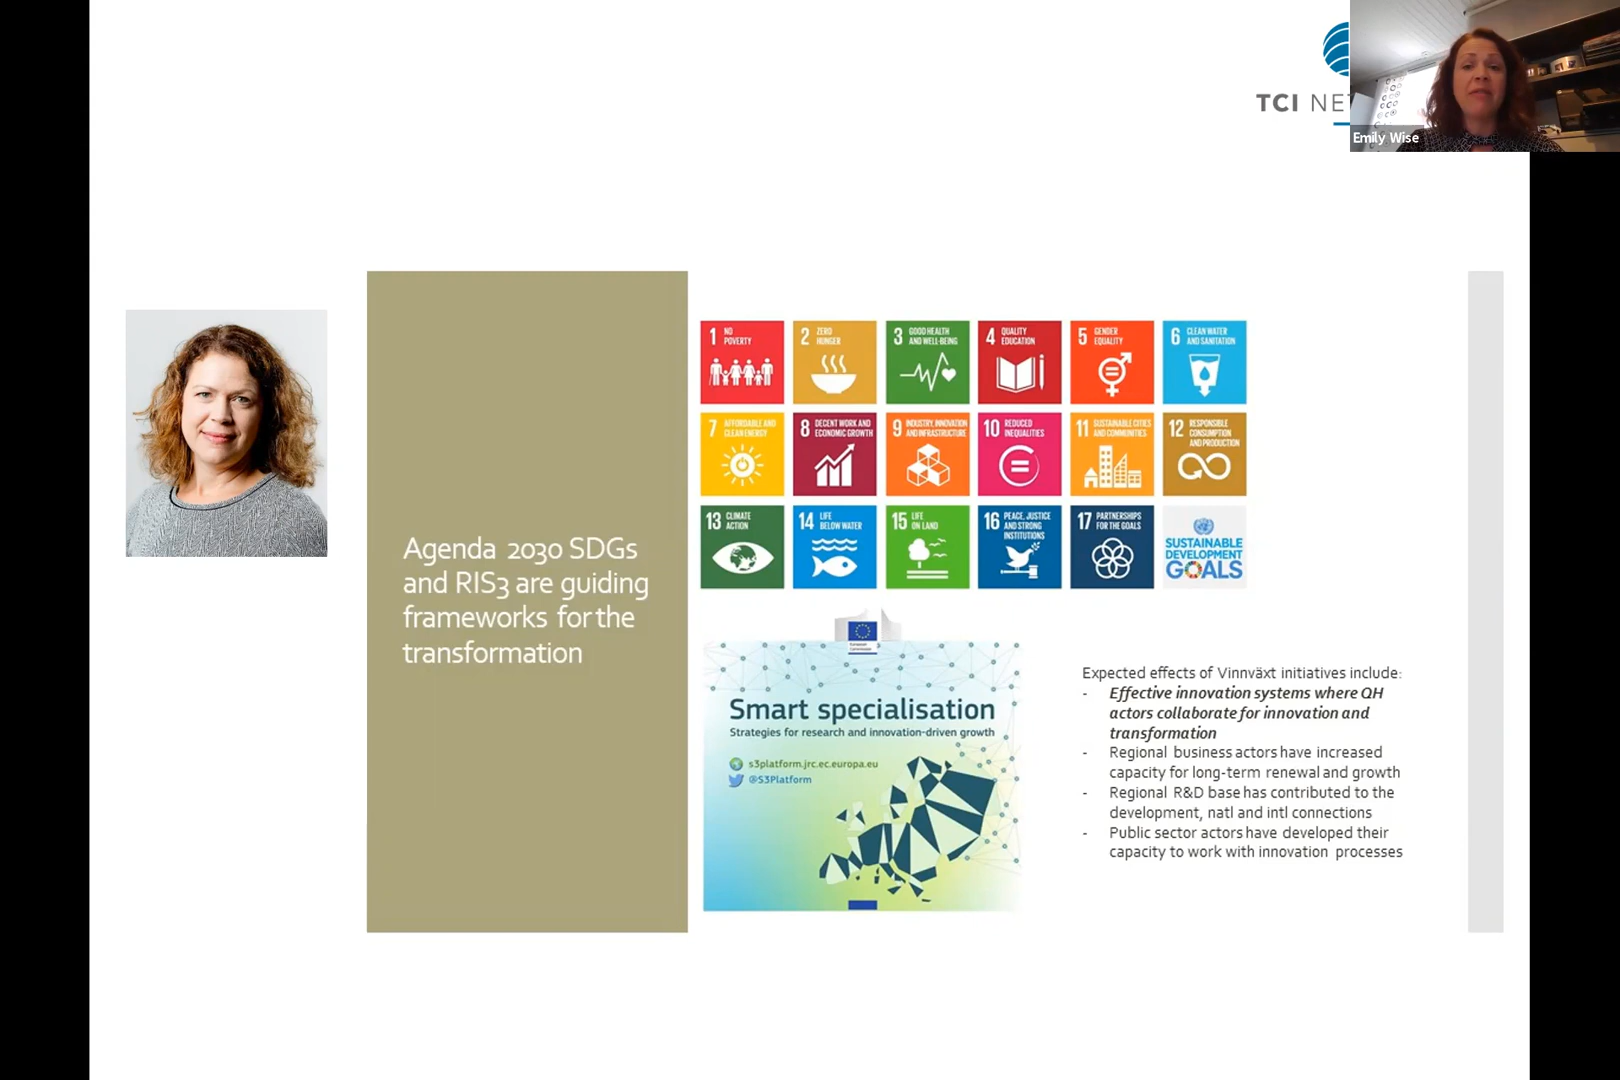 TCI NE
Emily Wise
Agenda 2030 SDGs
and RIS3 are guiding
frameworks for the
transformation
1 NO
POVERTY
2 ZERO
HUNGER
3 GOOD HEALTH
AND WELL-BEING
4 QUALITY
EDUCATION
5 GENDER
EQUALITY
6 CLEAN WATER
AND SANITATION
7 AFFORDABLE AND
CLEAN ENERGY
8 DECENT WORK AND
ECONOMIC GROWTH
9 INDUSTRY, INNOVATION
AND INFRASTRUCTURE
10 REDUCED
INEQUALITIES
11 SUSTAINABLE CITIES
AND COMMUNITIES
12 RESPONSIBLE
CONSUMPTION
AND PRODUCTION
13 CLIMATE
ACTION
14 LIFE
BELOW WATER
15 LIFE
ON LAND
16 PEACE, JUSTICE
AND STRONG
INSTITUTIONS
17 PARTNERSHIPS
FOR THE GOALS
SUSTAINABLE
DEVELOPMENT
GOALS
European
Commission
Smart specialisation
Strategies for research and innovation-driven growth
s3platform.jrc.ec.europa.eu
@S3Platform
Expected effects of Vinnväxt initiatives include:
- Effective innovation systems where QH
actors collaborate for innovation and
transformation
- Regional business actors have increased
capacity for long-term renewal and growth
- Regional R&D base has contributed to the
development, natl and intl connections
- Public sector actors have developed their
capacity to work with innovation processes